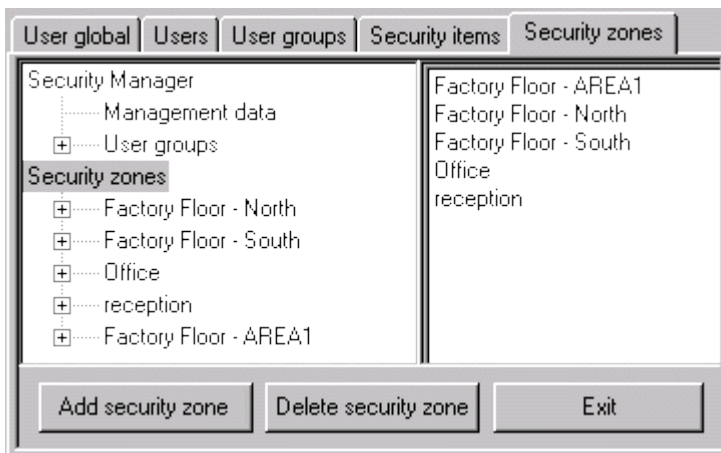 User global Users User groups Security items Security zones
Security Manager
Management data
User groups
Security zones
Factory Floor - North
Factory Floor - South
Office
reception
Factory Floor - AREA1
Factory Floor - AREA1
Factory Floor - North
Factory Floor - South
Office
reception
Add security zone Delete security zone Exit